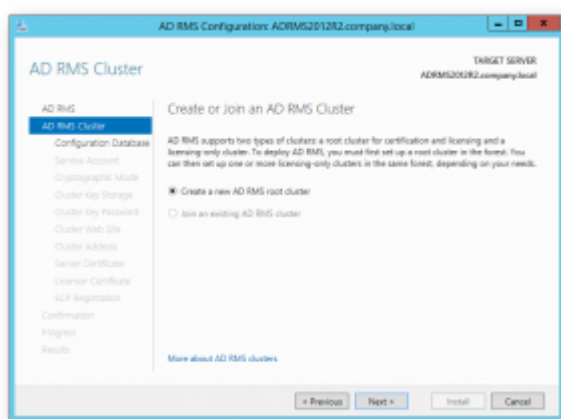 AD RMS Configuration: ADRMS2012R2.company.local
AD RMS Cluster
TARGET SERVER
ADRMS2012R2.company.local
AD RMS
AD RMS Cluster
Configuration Database
Service Account
Cryptographic Mode
Cluster Key Storage
Cluster Key Password
Cluster Web Site
Cluster Address
Server Certificate
Licensor Certificate
SCP Registration
Confirmation
Progress
Results
Create or Join an AD RMS Cluster
AD RMS supports two types of clusters: a root cluster for certification and licensing and a
licensing-only cluster. To deploy AD RMS, you must first set up a root cluster in the forest. You
can then set up one or more licensing-only clusters in the same forest, depending on your needs.
Create a new AD RMS root cluster
Join an existing AD RMS cluster
More about AD RMS clusters
< Previous
Next >
Install
Cancel